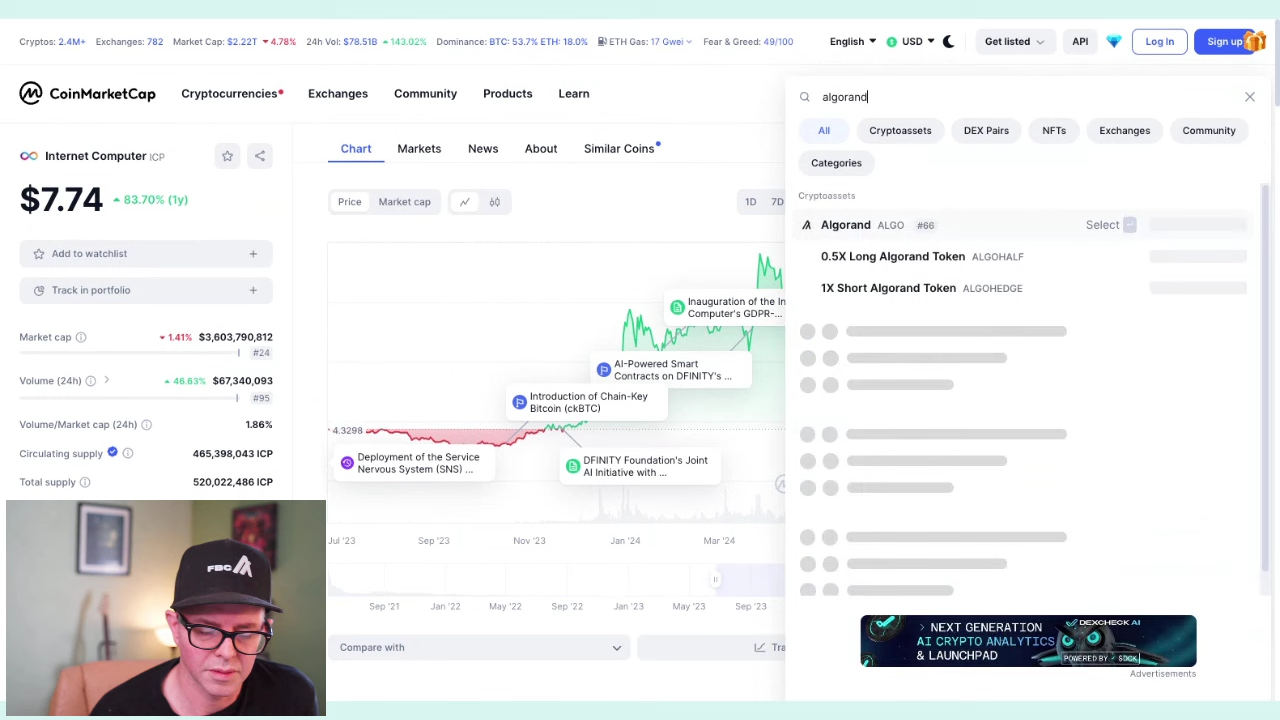 Cryptos: 2.4M+ Exchanges: 782 Market Cap: $2.22T 4.78% 24h Vol: $78.51B 143.02% Dominance: BTC: 53.7% ETH: 18.0% ETH Gas: 17 Gwei Fear & Greed: 49/100
English USD Get listed API Log In Sign up
CoinMarketCap Cryptocurrencies Exchanges Community Products Learn
algorand
All Cryptoassets DEX Pairs NFTs Exchanges Community
Categories
Cryptoassets
Algorand ALGO #66 Select
0.5X Long Algorand Token ALGOHALF
1X Short Algorand Token ALGOHEDGE
Internet Computer ICP
$7.74 83.70% (1y)
Add to watchlist +
Track in portfolio +
Market cap 1.41% $3,603,790,812
#24
Volume (24h) 46.63% $67,340,093
#95
Volume/Market cap (24h) 1.86%
Circulating supply 465,398,043 ICP
Total supply 520,022,486 ICP
Chart Markets News About Similar Coins
Price Market cap 1D 7D
Inauguration of the In
Computer's GDPR-...
AI-Powered Smart
Contracts on DFINITY's ...
Introduction of Chain-Key
Bitcoin (ckBTC)
4.3298
Deployment of the Service
Nervous System (SNS) ...
DFINITY Foundation's Joint
AI Initiative with ...
Jul '23 Sep '23 Nov '23 Jan '24 Mar '24
Sep '21 Jan '22 May '22 Sep '22 Jan '23 May '23 Sep '23
Compare with
Tra
NEXT GENERATION
AI CRYPTO ANALYTICS
& LAUNCHPAD
DEXCHECK AI
POWERED BY $DCK
Advertisements
FBC